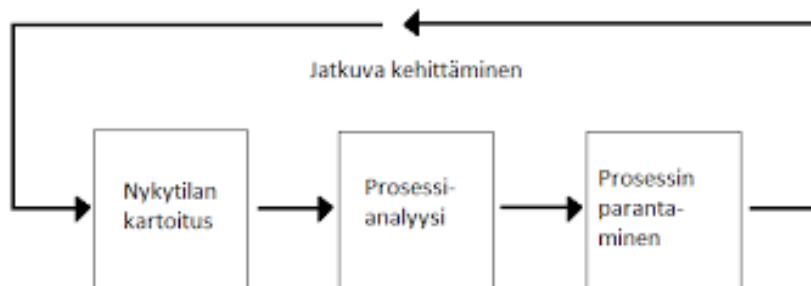 Jatkuva kehittäminen
Nykytilan
kartoitus
Prosessi-
analyysi
Prosessin
paranta-
minen